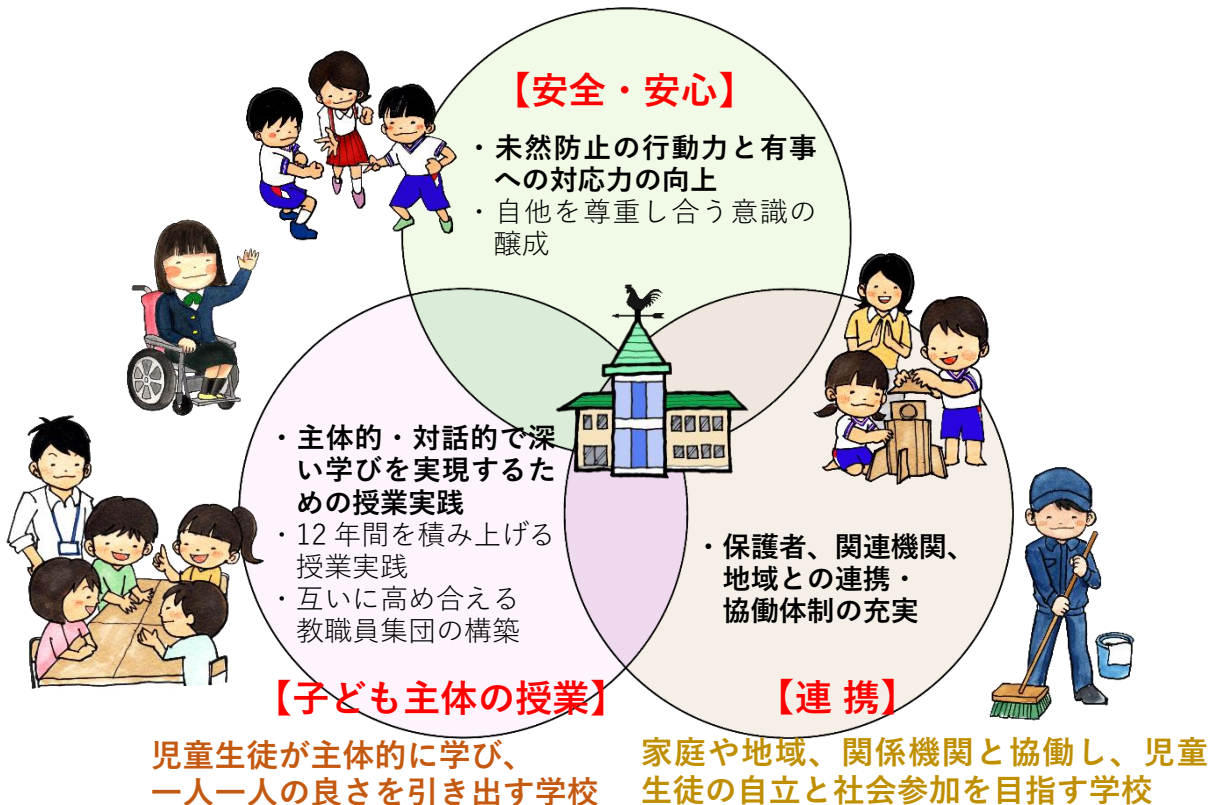 【安全・安心】
・未然防止の行動力と有事
への対応力の向上
・自他を尊重し合う意識の
醸成
・主体的・対話的で深
い学びを実現するた
めの授業実践
・12年間を積み上げる
授業実践
・互いに高め合える
教職員集団の構築
【子ども主体の授業】
・保護者、関連機関、
地域との連携・
協働体制の充実
【連 携】
児童生徒が主体的に学び、
一人一人の良さを引き出す学校
家庭や地域、関係機関と協働し、児童
生徒の自立と社会参加を目指す学校